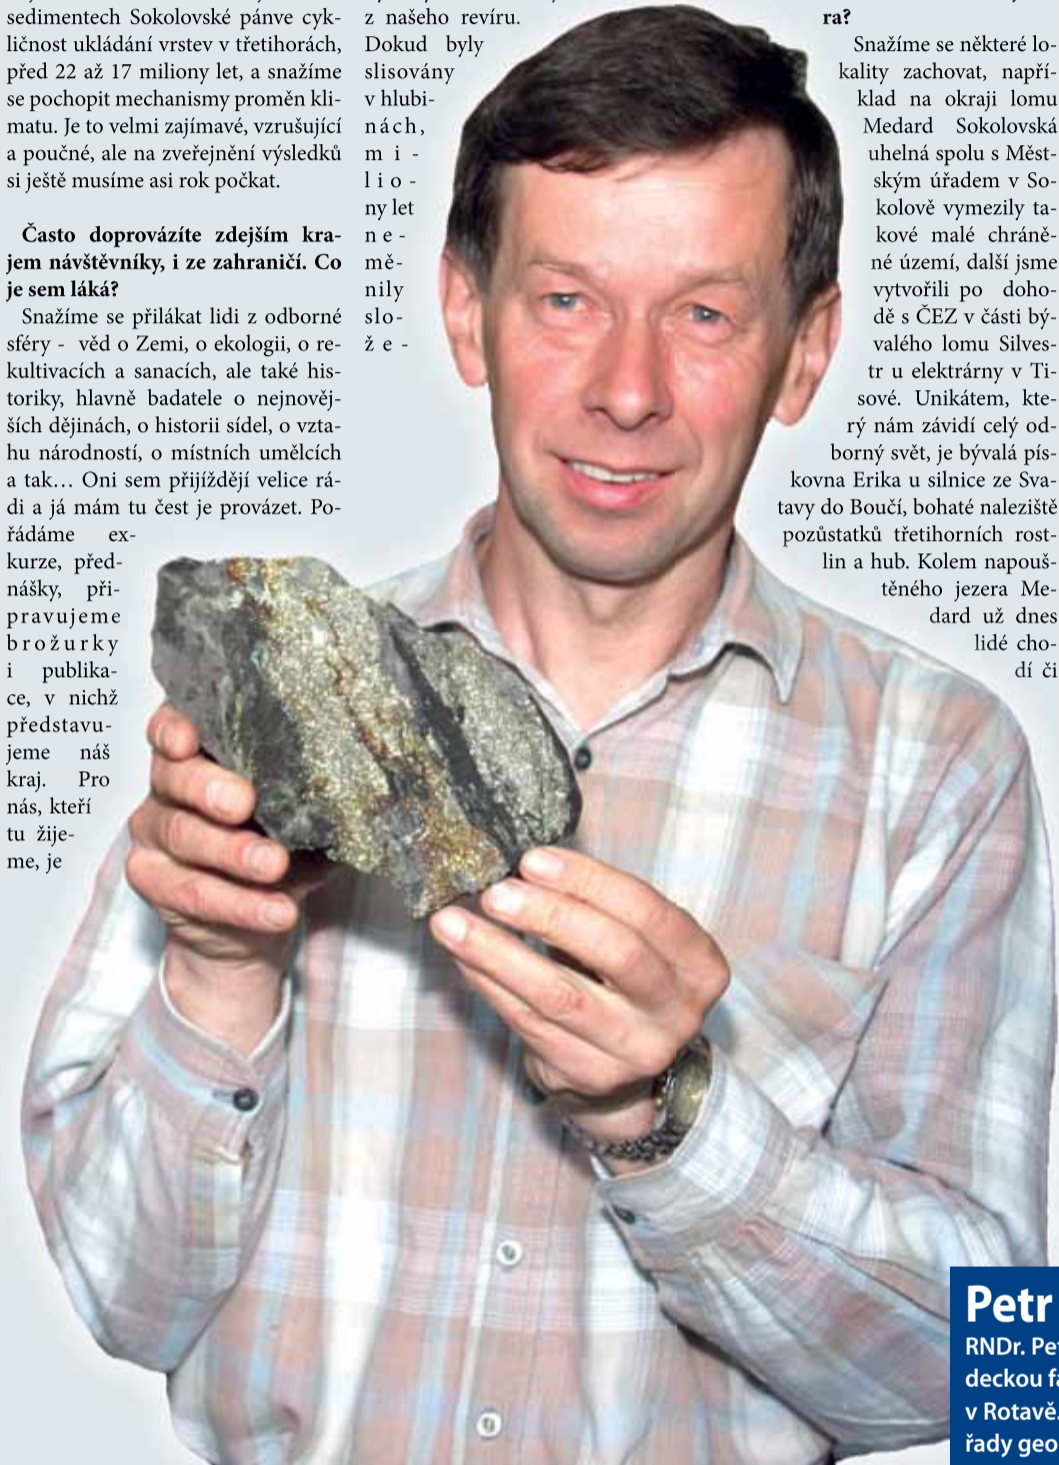 sedimentech Sokolovské pánve cyk-
ličnost ukládání vrstev v třetihorách,
před 22 až 17 miliony let, a snažíme
se pochopit mechanismy proměn kli-
matu. Je to velmi zajímavé, vzrušující
a poučné, ale na zveřejnění výsledků
si ještě musíme asi rok počkat.
Často doprovázíte zdejším kra-
jem návštěvníky, i ze zahraničí. Co
je sem láká?
Snažíme se přilákat lidi z odborné
sféry - věd o Zemi, o ekologii, o re-
kultivacích a sanacích, ale také his-
toriky, hlavně badatele o nejnověj-
ších dějinách, o historii sídel, o vzta-
hu národností, o místních umělcích
a tak... Oni sem přijíždějí velice rá-
di a já mám tu čest je provázet. Po-
řádáme ex-
kurze, před-
nášky, při-
pravujeme
brožurky
i publika-
ce, v nichž
představu-
jeme náš
kraj. Pro
nás, kteří
tu žije-
me, je
z našeho revíru.
Dokud byly
slisovány
v hlubi-
nách,
mi-
lio-
ny let
ne-
mě-
nily
slo-
že-
ra?
Snažíme se některé lo-
kality zachovat, napří-
klad na okraji lomu
Medard Sokolovská
uhelná spolu s Měst-
ským úřadem v So-
kolově vymezily ta-
kové malé chráně-
né území, další jsme
vytvořili po doho-
dě s ČEZ v části bý-
valého lomu Silves-
tr u elektrárny v Ti-
sové. Unikátem, kte-
rý nám závidí celý od-
borný svět, je bývalá pís-
kovna Erika u silnice ze Sva-
tavy do Boučí, bohaté naleziště
pozůstatků třetihorních rost-
lin a hub. Kolem napouš-
těného jezera Me-
dard už dnes
lidé cho-
dí či
Petr
RNDr. Pet
deckou fa
v Rotavě.
řady geo